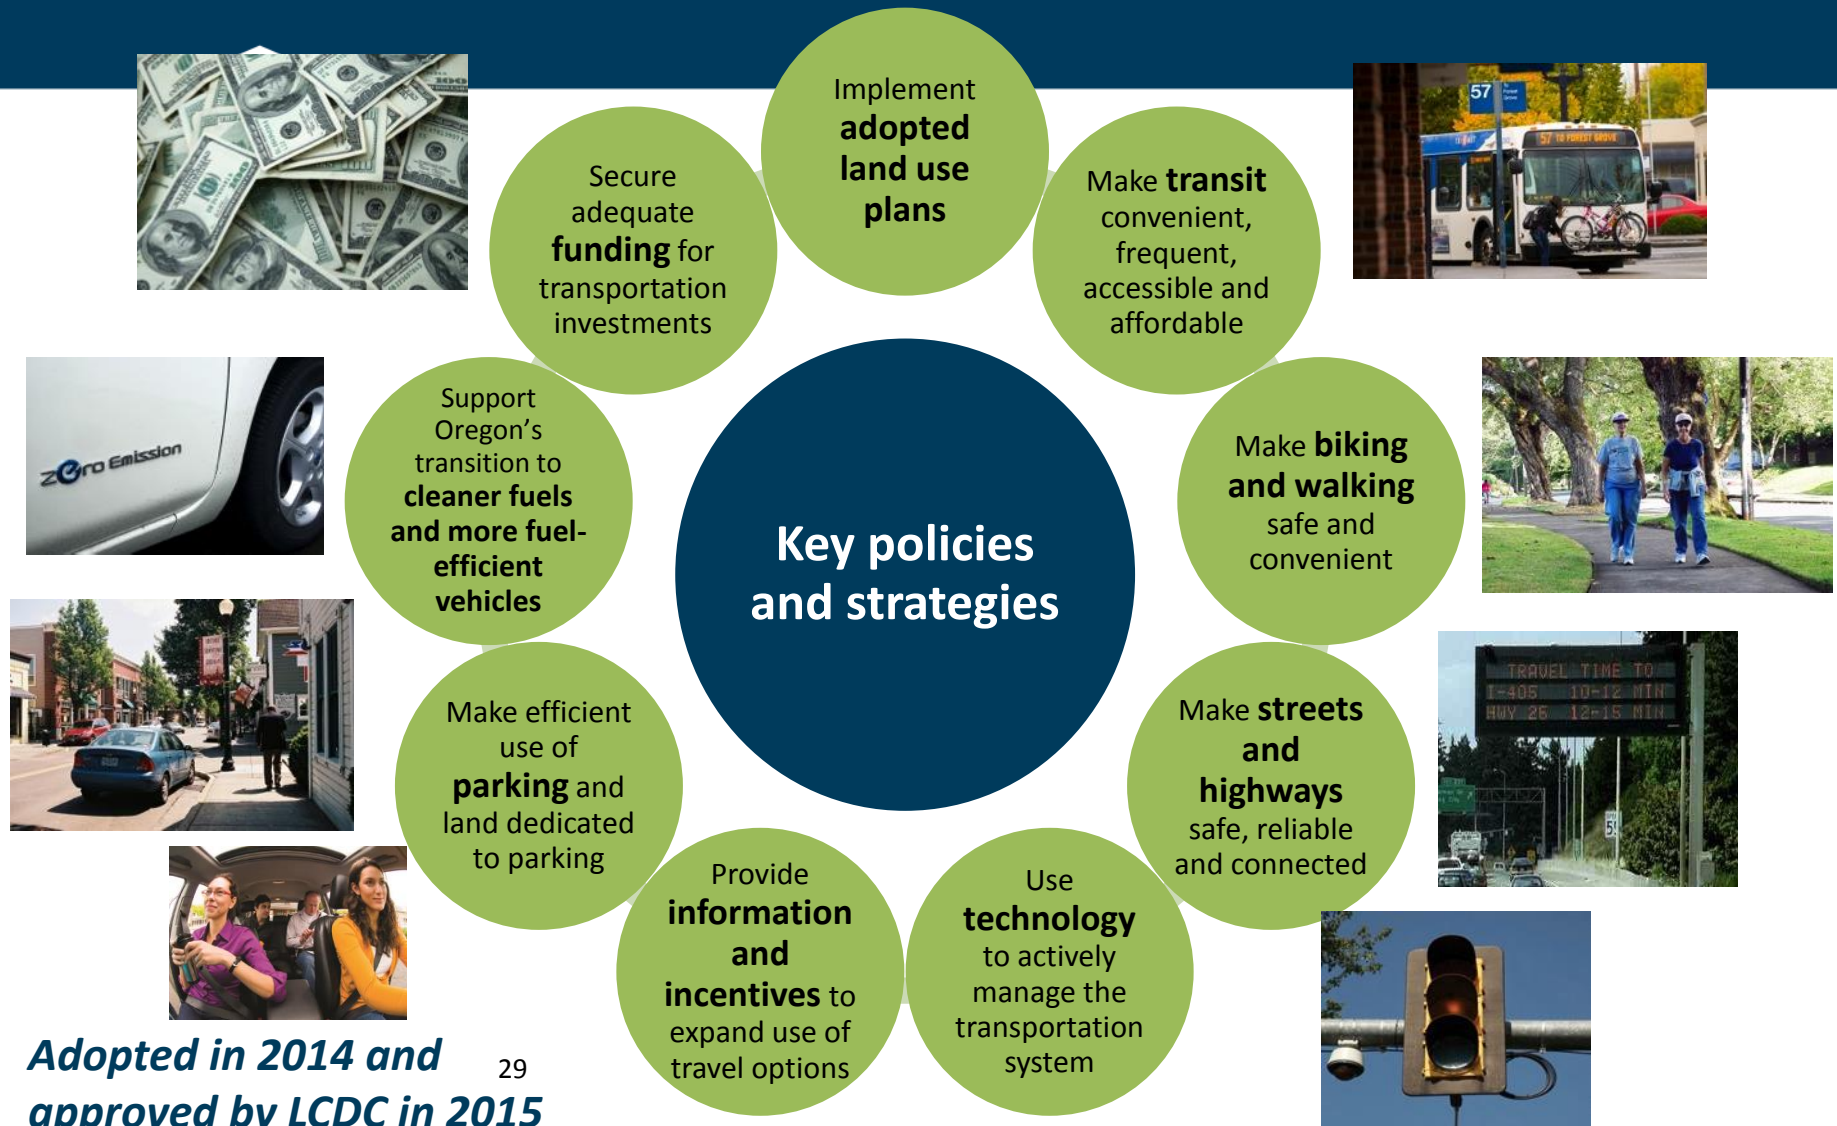 Implement
adopted
land use
plans
Make transit
convenient,
frequent,
accessible and
affordable
Make biking
and walking
safe and
convenient
Make streets
and
highways
safe, reliable
and connected
Use
technology
to actively
manage the
transportation
system
Provide
information
and
incentives to
expand use of
travel options
Make efficient
use of
parking and
land dedicated
to parking
Support
Oregon’s
transition to
cleaner fuels
and more fuel-
efficient
vehicles
Secure
adequate
funding for
transportation
investments
Key policies
and strategies
57
57 TO FOREST GROVE
zero Emission
TRAVEL TIME TO
I-405 10-12 MIN
HWY 26 12-15 MIN
Adopted in 2014 and
approved by LCDC in 2015
29